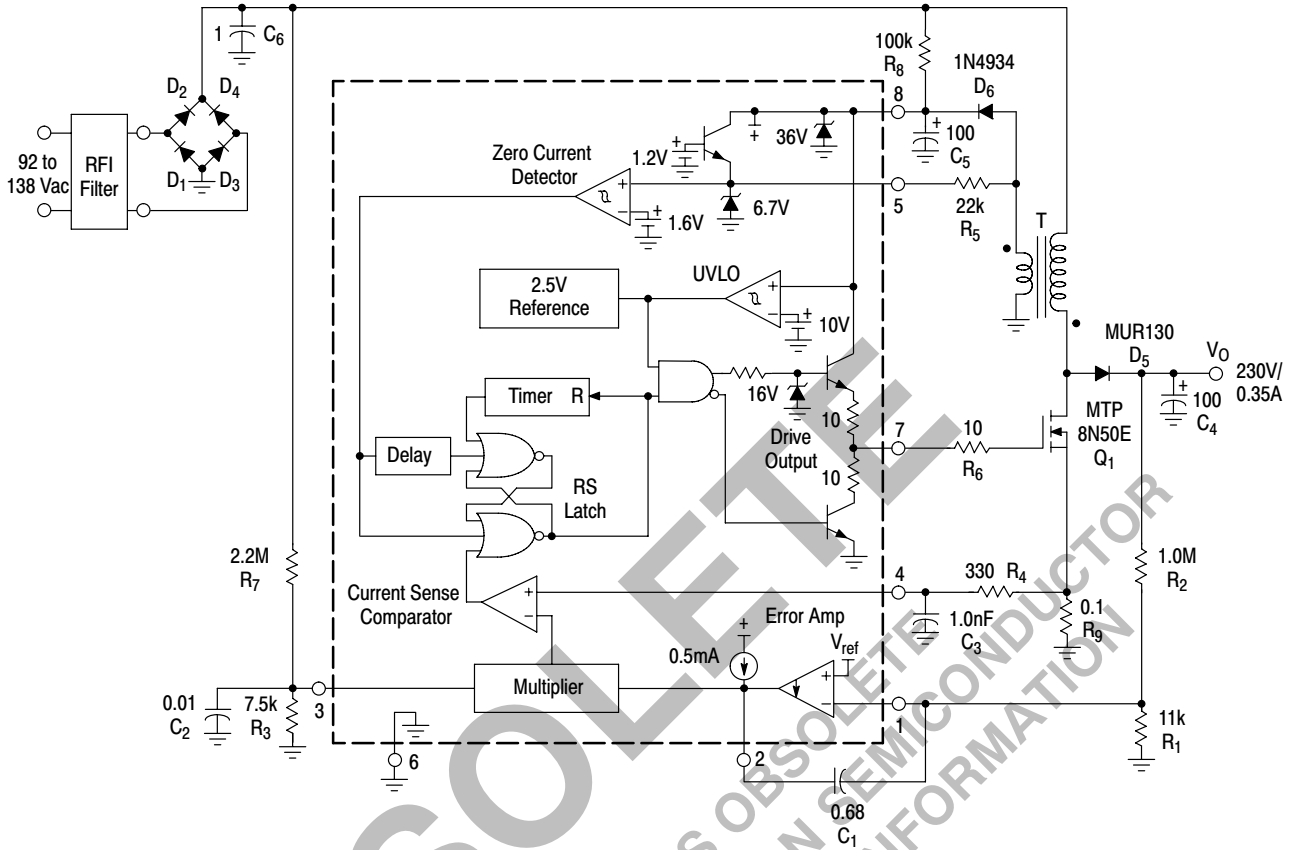 1
C6
100k
R8
1N4934
D6
8
D2
D4
D1
D3
92 to
138 Vac
RFI
Filter
+
36V
1.2V
+
100
C5
Zero Current
Detector
+
−
1.6V
6.7V
5
22k
R5
T
2.5V
Reference
UVLO
+
−
10V
MUR130
D5
VO
230V/
0.35A
100
C4
Timer
R
16V
10
Drive
Output
10
7
10
R6
MTP
8N50E
Q1
Delay
RS
Latch
2.2M
R7
Current Sense
Comparator
+
−
4
330
R4
1.0nF
C3
0.1
R9
1.0M
R2
Error Amp
+
0.5mA
Vref
+
−
Multiplier
1
0.01
C2
7.5k
R3
3
6
2
0.68
C1
11k
R1
SOLETE
S OBSOLETE
N SEMICONDUCTOR
INFORMATION